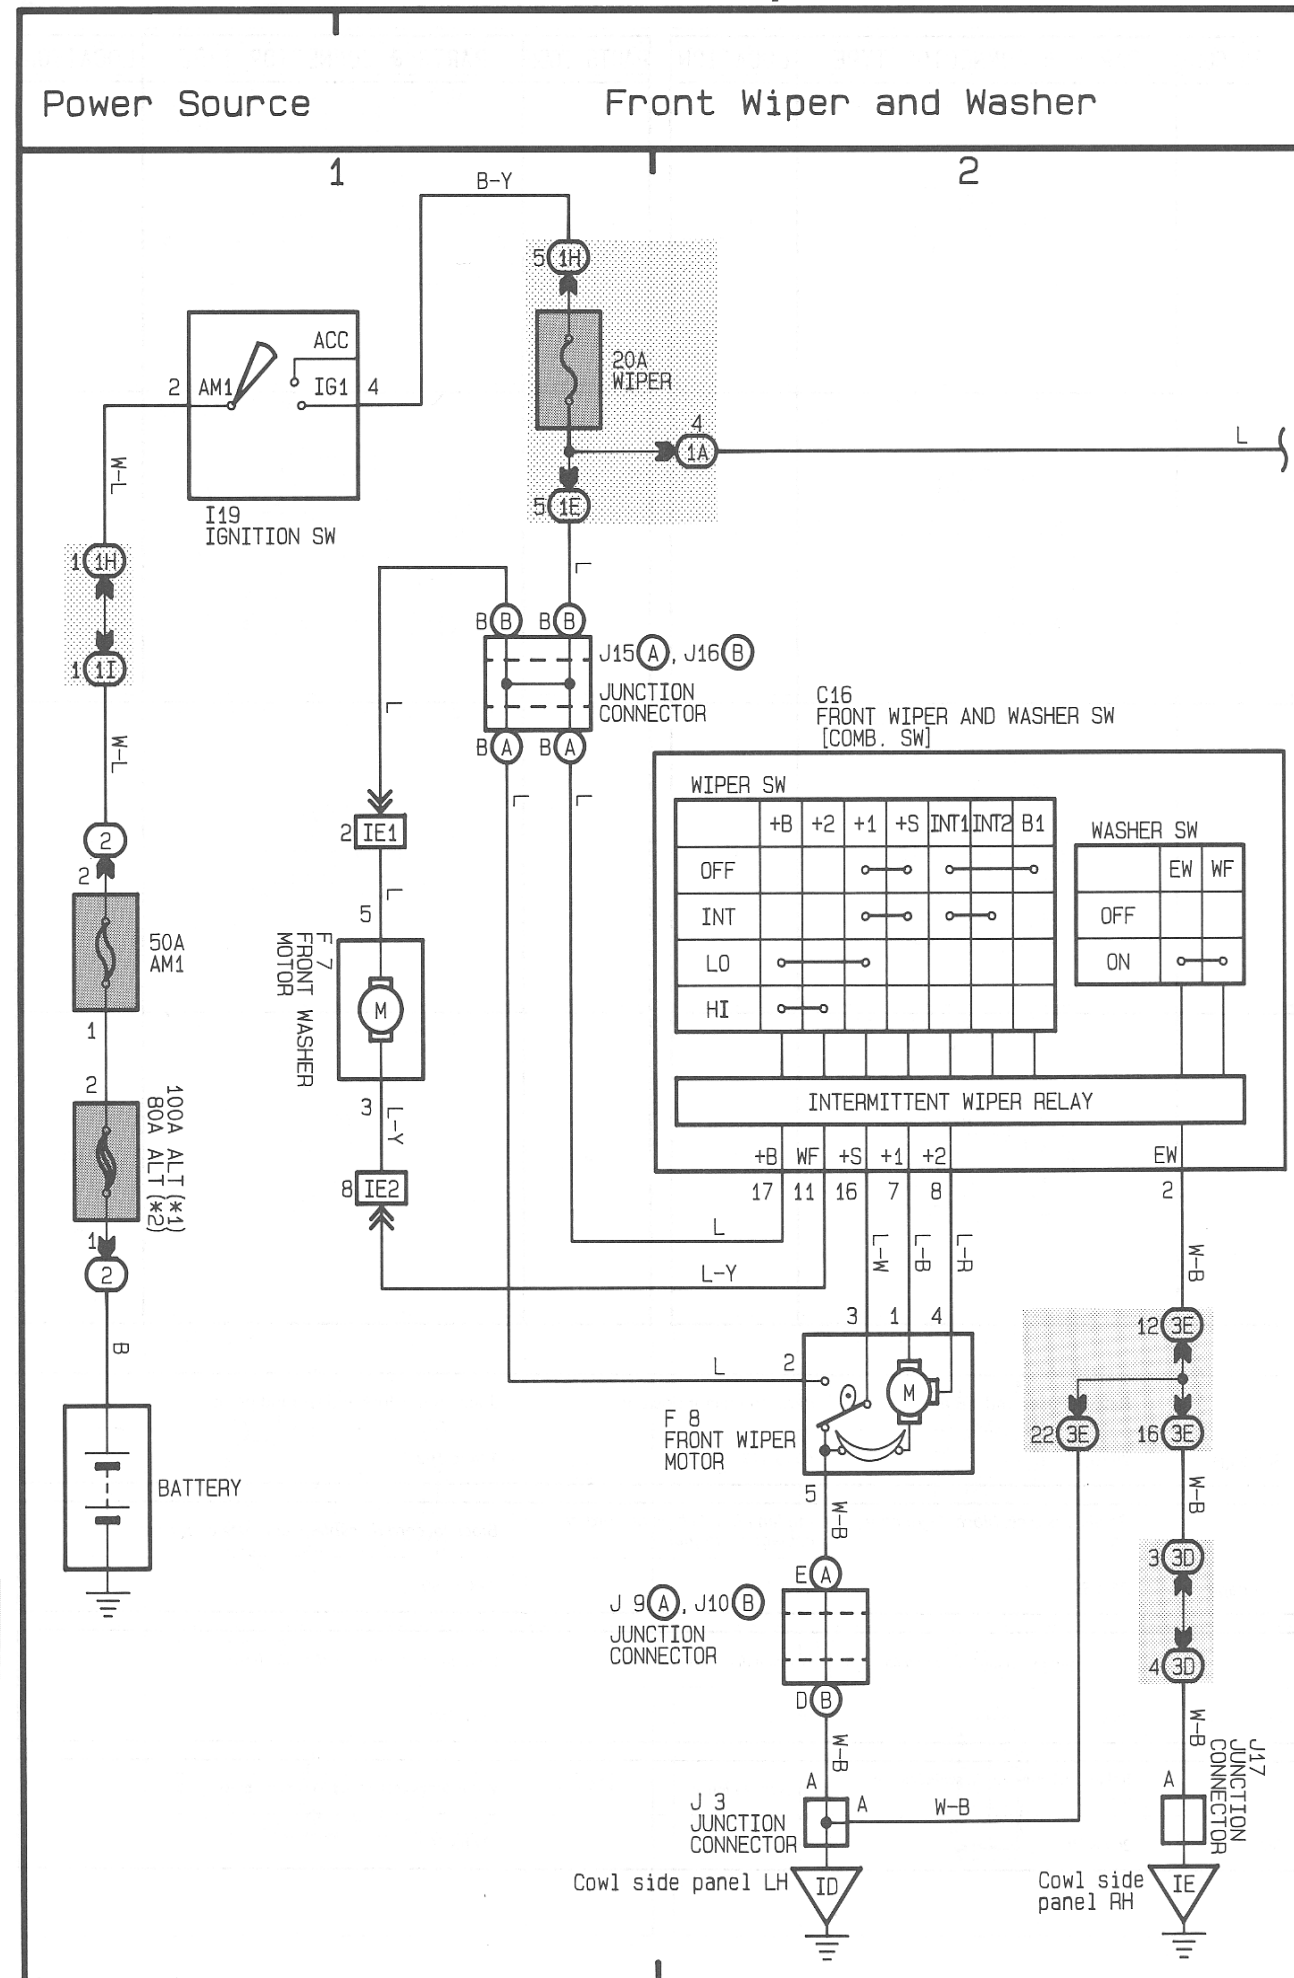 Power Source
Front Wiper and Washer
1
2
B-Y
5 1H
ACC
2 AM1
IG1 4
20A
WIPER
4
1A
L
W-L
5 1E
I19
IGNITION SW
1 1H
L
B B
B B
1 1I
J15 A, J16 B
JUNCTION
CONNECTOR
L
B A
B A
C16
FRONT WIPER AND WASHER SW
[COMB. SW]
W-L
L
L
WIPER SW
+B +2 +1 +S INT1 INT2 B1
OFF
INT
LO
HI
WASHER SW
EW WF
OFF
ON
2
2 IE1
2
L
5
50A
AM1
F 7
FRONT WASHER
MOTOR
M
1
2
3
L-Y
INTERMITTENT WIPER RELAY
100A ALT (*1)
80A ALT (*2)
+B WF +S +1 +2
EW
17 11 16 7 8
2
8 IE2
1
2
L
L-Y
L-W
L-B
L-R
W-B
B
3 1 4
12 3E
L
2
M
F 8
FRONT WIPER
MOTOR
22 3E
16 3E
BATTERY
5
W-B
W-B
E A
3 3D
J 9 A, J10 B
JUNCTION
CONNECTOR
4 3D
D B
W-B
W-B
J17
JUNCTION
CONNECTOR
A
A
A
J 3
JUNCTION
CONNECTOR
W-B
Cowl side panel LH
ID
Cowl side
panel RH
IE